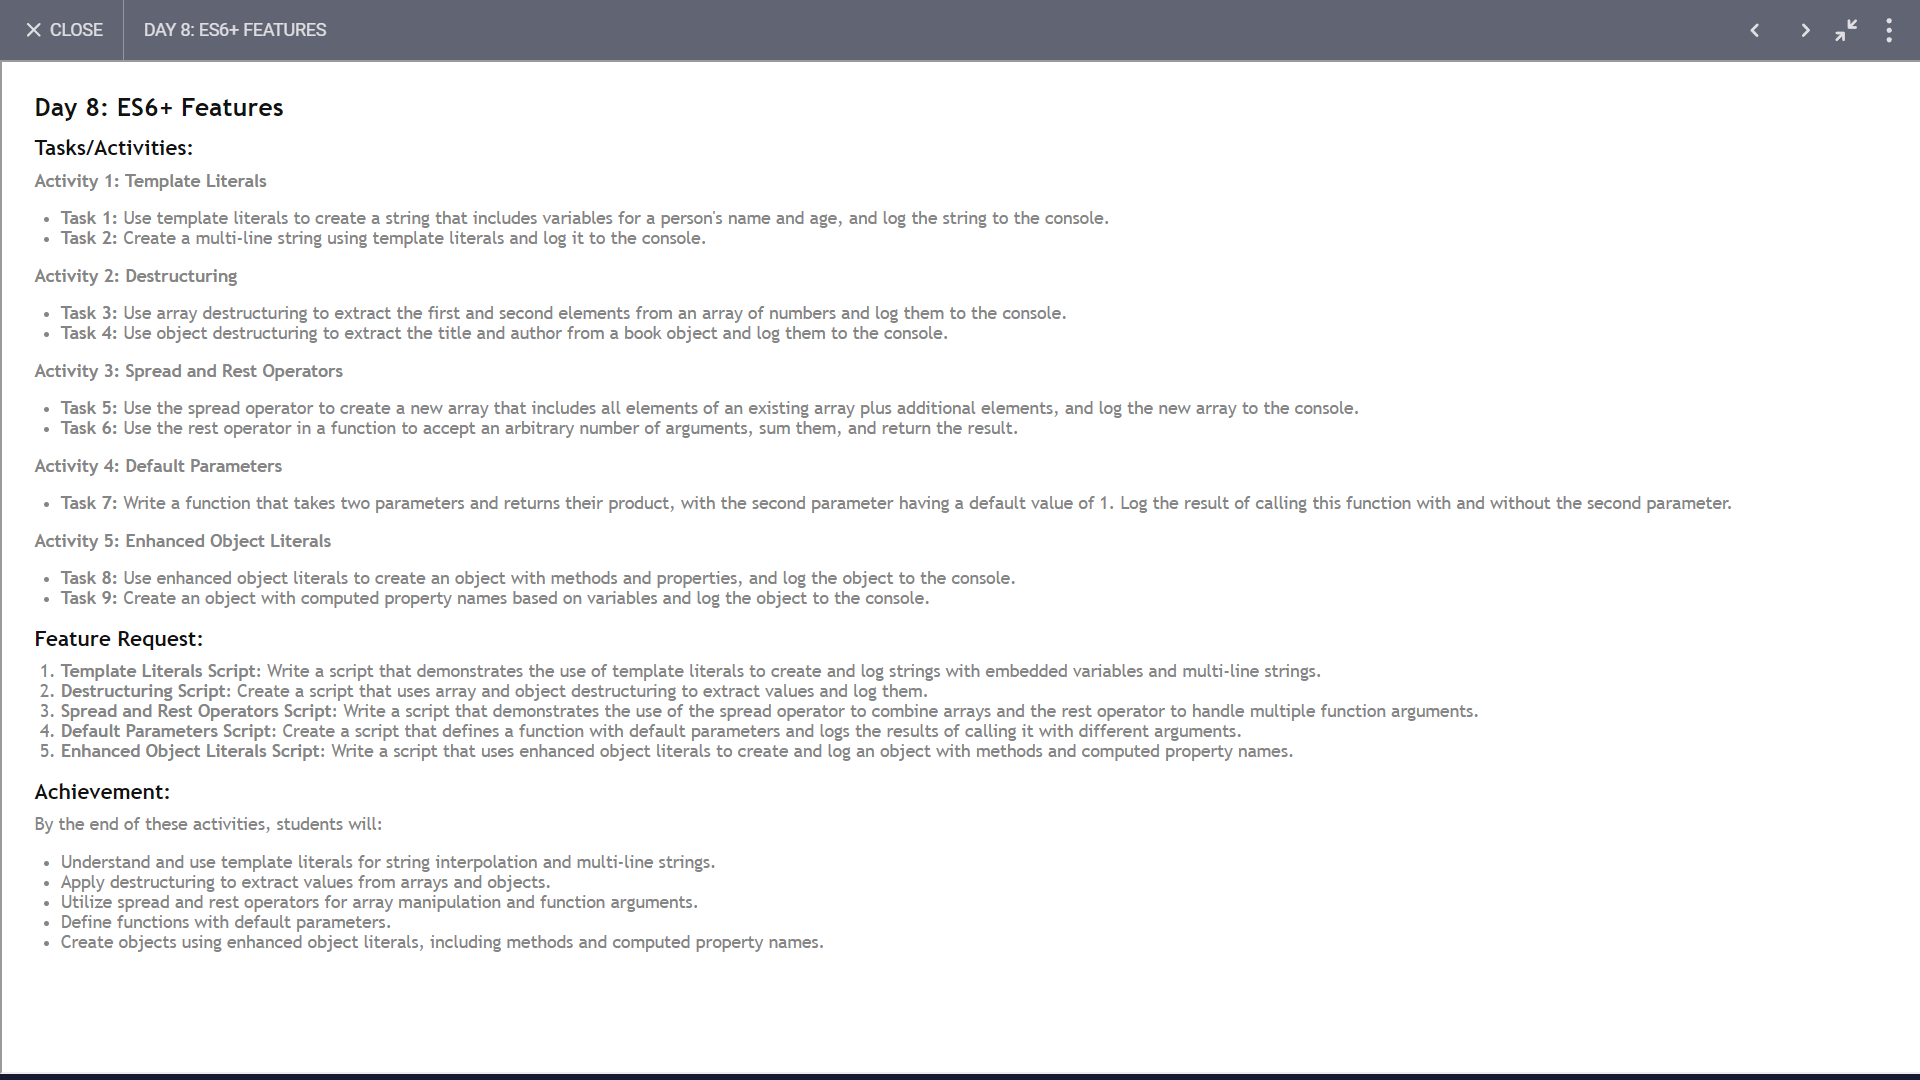 CLOSE
DAY 8: ES6+ FEATURES
Day 8: ES6+ Features
Tasks/Activities:
Activity 1: Template Literals
• Task 1: Use template literals to create a string that includes variables for a person's name and age, and log the string to the console.
• Task 2: Create a multi-line string using template literals and log it to the console.
Activity 2: Destructuring
• Task 3: Use array destructuring to extract the first and second elements from an array of numbers and log them to the console.
• Task 4: Use object destructuring to extract the title and author from a book object and log them to the console.
Activity 3: Spread and Rest Operators
• Task 5: Use the spread operator to create a new array that includes all elements of an existing array plus additional elements, and log the new array to the console.
• Task 6: Use the rest operator in a function to accept an arbitrary number of arguments, sum them, and return the result.
Activity 4: Default Parameters
• Task 7: Write a function that takes two parameters and returns their product, with the second parameter having a default value of 1. Log the result of calling this function with and without the second parameter.
Activity 5: Enhanced Object Literals
• Task 8: Use enhanced object literals to create an object with methods and properties, and log the object to the console.
• Task 9: Create an object with computed property names based on variables and log the object to the console.
Feature Request:
1. Template Literals Script: Write a script that demonstrates the use of template literals to create and log strings with embedded variables and multi-line strings.
2. Destructuring Script: Create a script that uses array and object destructuring to extract values and log them.
3. Spread and Rest Operators Script: Write a script that demonstrates the use of the spread operator to combine arrays and the rest operator to handle multiple function arguments.
4. Default Parameters Script: Create a script that defines a function with default parameters and logs the results of calling it with different arguments.
5. Enhanced Object Literals Script: Write a script that uses enhanced object literals to create and log an object with methods and computed property names.
Achievement:
By the end of these activities, students will:
• Understand and use template literals for string interpolation and multi-line strings.
• Apply destructuring to extract values from arrays and objects.
• Utilize spread and rest operators for array manipulation and function arguments.
• Define functions with default parameters.
• Create objects using enhanced object literals, including methods and computed property names.